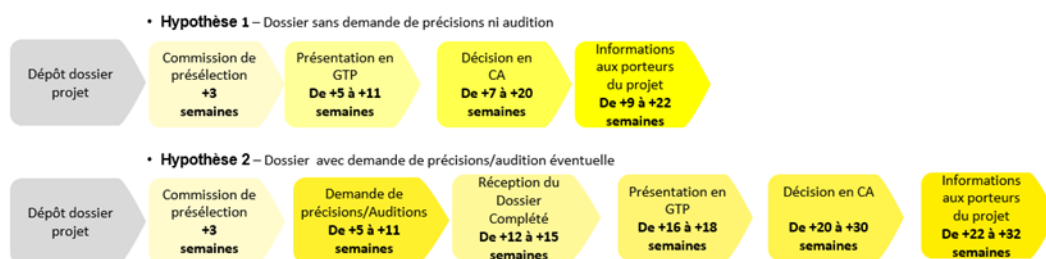 • Hypothèse 1 – Dossier sans demande de précisions ni audition
Dépôt dossier
projet
Commission de
présélection
+3
semaines
Présentation en
GTP
De +5 à +11
semaines
Décision en
CA
De +7 à +20
semaines
Informations
aux porteurs
du projet
De +9 à +22
semaines
• Hypothèse 2 – Dossier avec demande de précisions/audition éventuelle
Dépôt dossier
projet
Commission de
présélection
+3
semaines
Demande de
précisions/Auditions
De +5 à +11
semaines
Réception du
Dossier
Complété
De +12 à +15
semaines
Présentation en
GTP
De +16 à +18
semaines
Décision en CA
De +20 à +30
semaines
Informations
aux porteurs
du projet
De +22 à +32
semaines